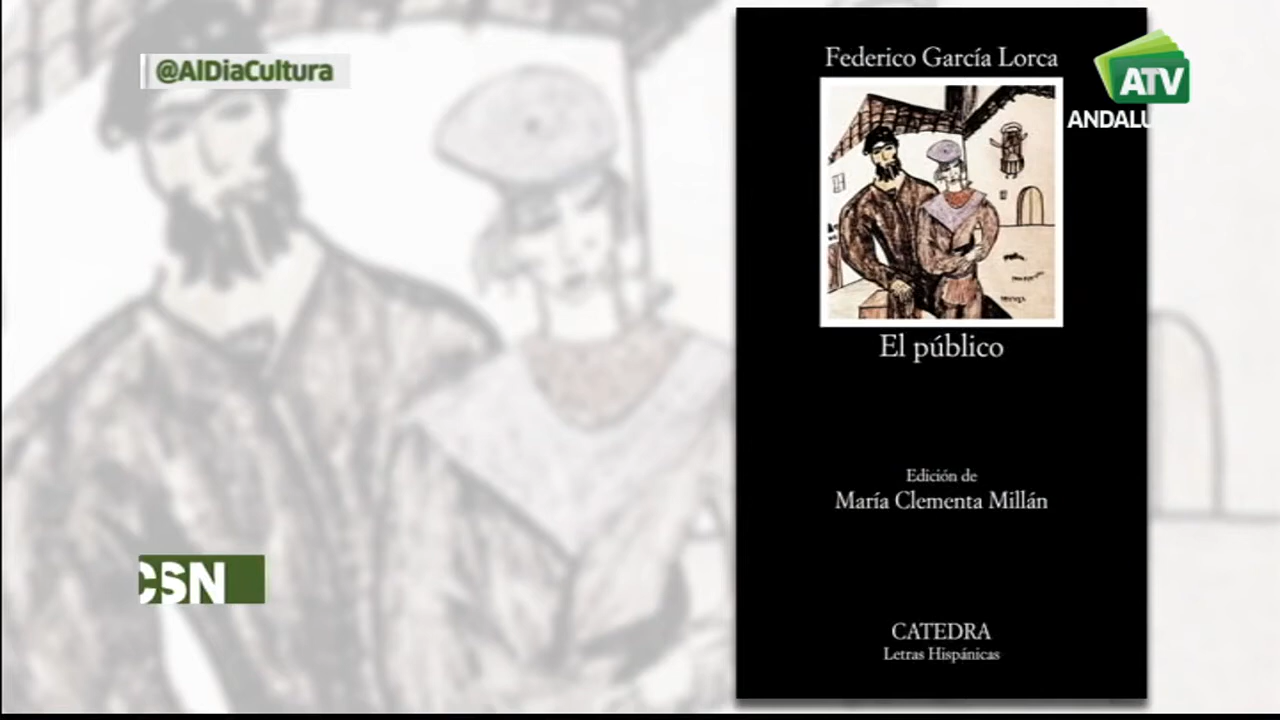 @AlDiaCultura
Federico García Lorca
ATV
ANDALU
El público
Edición de
María Clementa Millán
CSN
CATEDRA
Letras Hispánicas